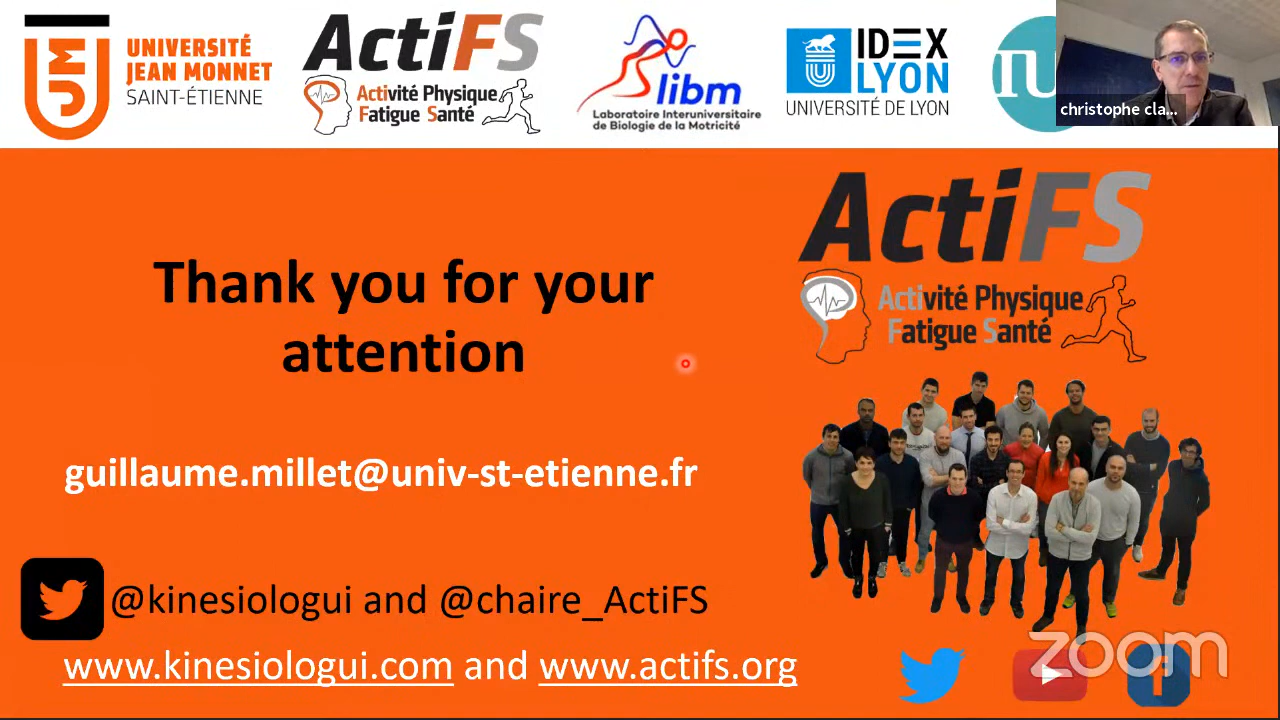 UNIVERSITÉ
JEAN MONNET
SAINT-ÉTIENNE
ActiFS
Activité Physique
Fatigue Santé
libm
Laboratoire Interuniversitaire
de Biologie de la Motricité
IDEX
LYON
UNIVERSITÉ DE LYON
christophe cla...
ActiFS
Activité Physique
Fatigue Santé
Thank you for your
attention
guillaume.millet@univ-st-etienne.fr
@kinesiologui and @chaire_ActiFS
www.kinesiologui.com and www.actifs.org
zoom